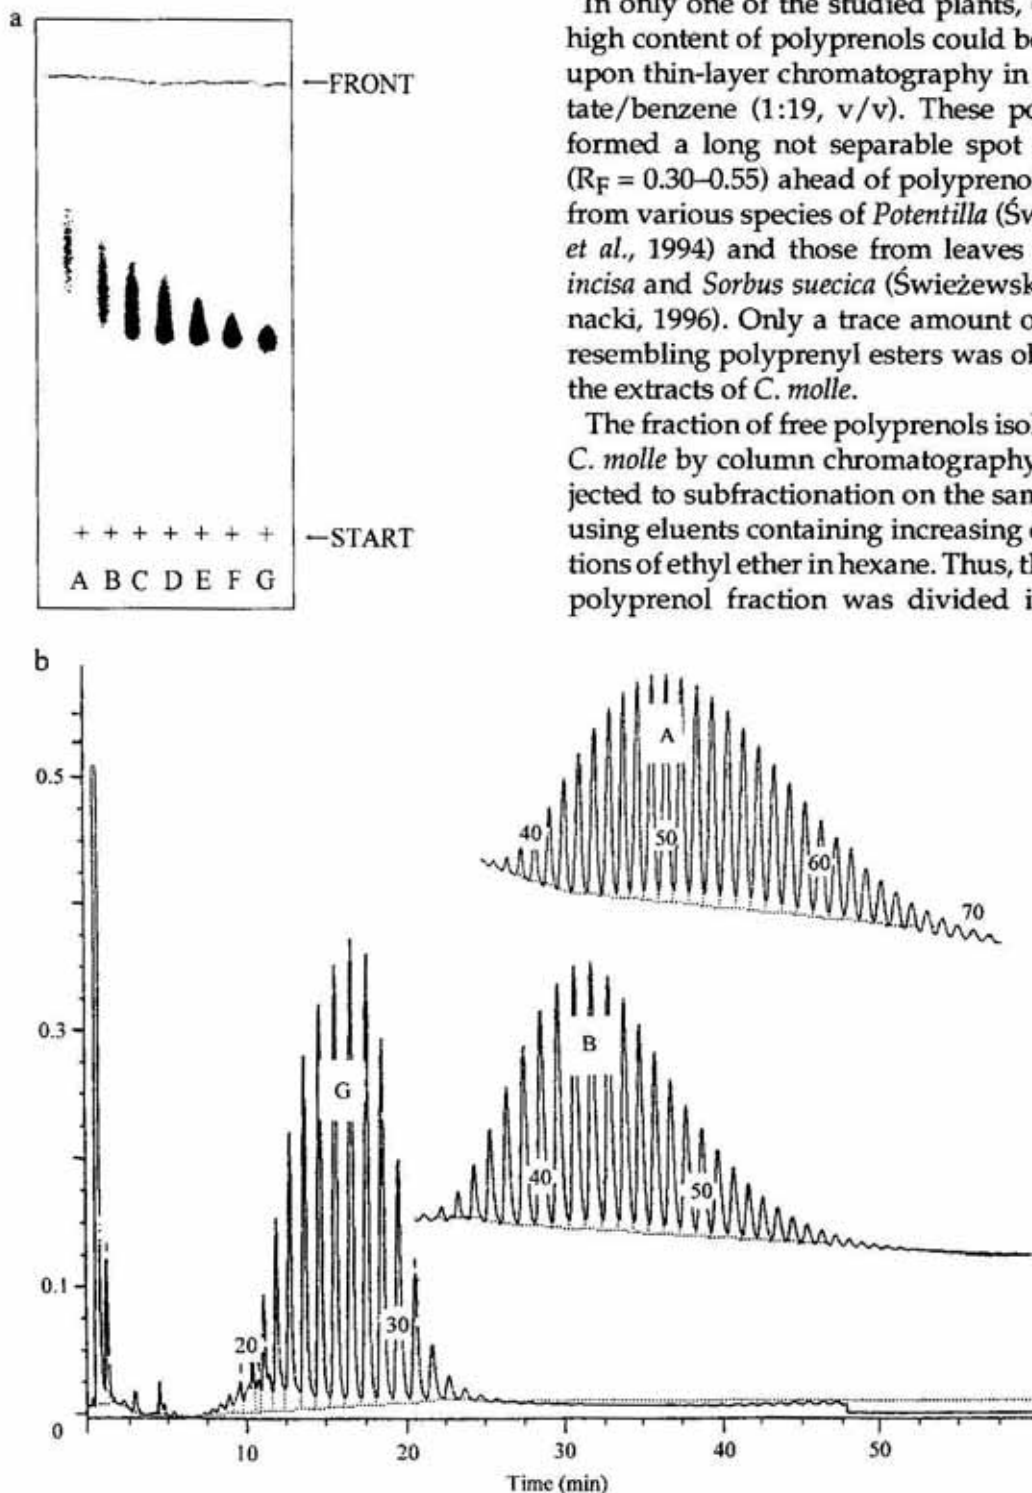 a
←FRONT
←START
A B C D E F G
In only one of the studied plants,
high content of polyprenols could be
upon thin-layer chromatography in
tate/benzene (1:19, v/v). These po
formed a long not separable spot
(RF = 0.30–0.55) ahead of polypreno
from various species of Potentilla (Św
et al., 1994) and those from leaves
incisa and Sorbus suecica (Świeżewsk
nacki, 1996). Only a trace amount o
resembling polyprenyl esters was ob
the extracts of C. molle.
The fraction of free polyprenols isol
C. molle by column chromatography
jected to subfractionation on the san
using eluents containing increasing c
tions of ethyl ether in hexane. Thus, th
polyprenol fraction was divided i
b
0.5
0.3
0.1
0
A
40
50
60
70
B
40
50
G
20
30
10 20 30 40 50
Time (min)